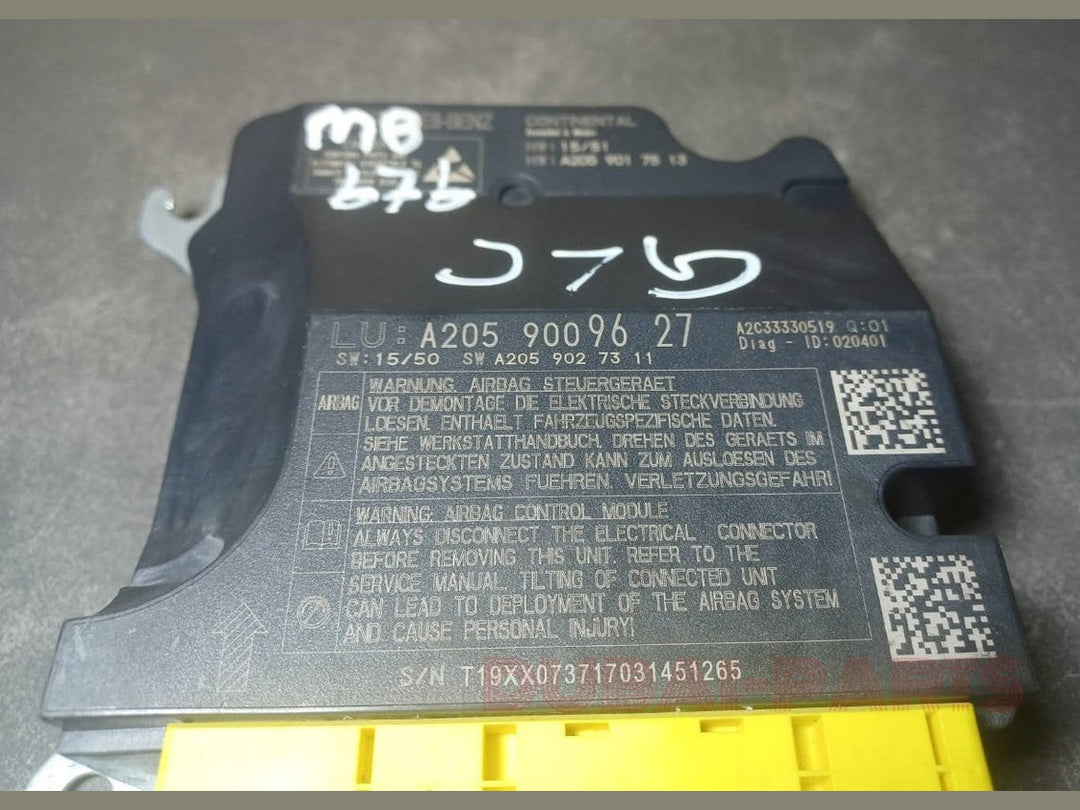 MB
CONTINENTAL
HW: 15/51
HW: A205 901 75 13
LU: A205 900 96 27
A2C33330519 Q:01
Diag - ID:020401
SW:15/50 SW A205 902 73 11
WARNUNG. AIRBAG STEUERGERAET
AIRBAG
VOR DEMONTAGE DIE ELEKTRISCHE STECKVERBINDUNG
LOESEN. ENTHAELT FAHRZEUGSPEZIFISCHE DATEN.
SIEHE WERKSTATTHANDBUCH. DREHEN DES GERAETS IM
ANGESTECKTEN ZUSTAND KANN ZUM AUSLOESEN DES
AIRBAGSYSTEMS FUEHREN. VERLETZUNGSGEFAHR!
WARNING: AIRBAG CONTROL MODULE
ALWAYS DISCONNECT THE ELECTRICAL CONNECTOR
BEFORE REMOVING THIS UNIT. REFER TO THE
SERVICE MANUAL. TILTING OF CONNECTED UNIT
CAN LEAD TO DEPLOYMENT OF THE AIRBAG SYSTEM
AND CAUSE PERSONAL INJURY!
S/N T19XX073717031451265
DUBAI-PARTS